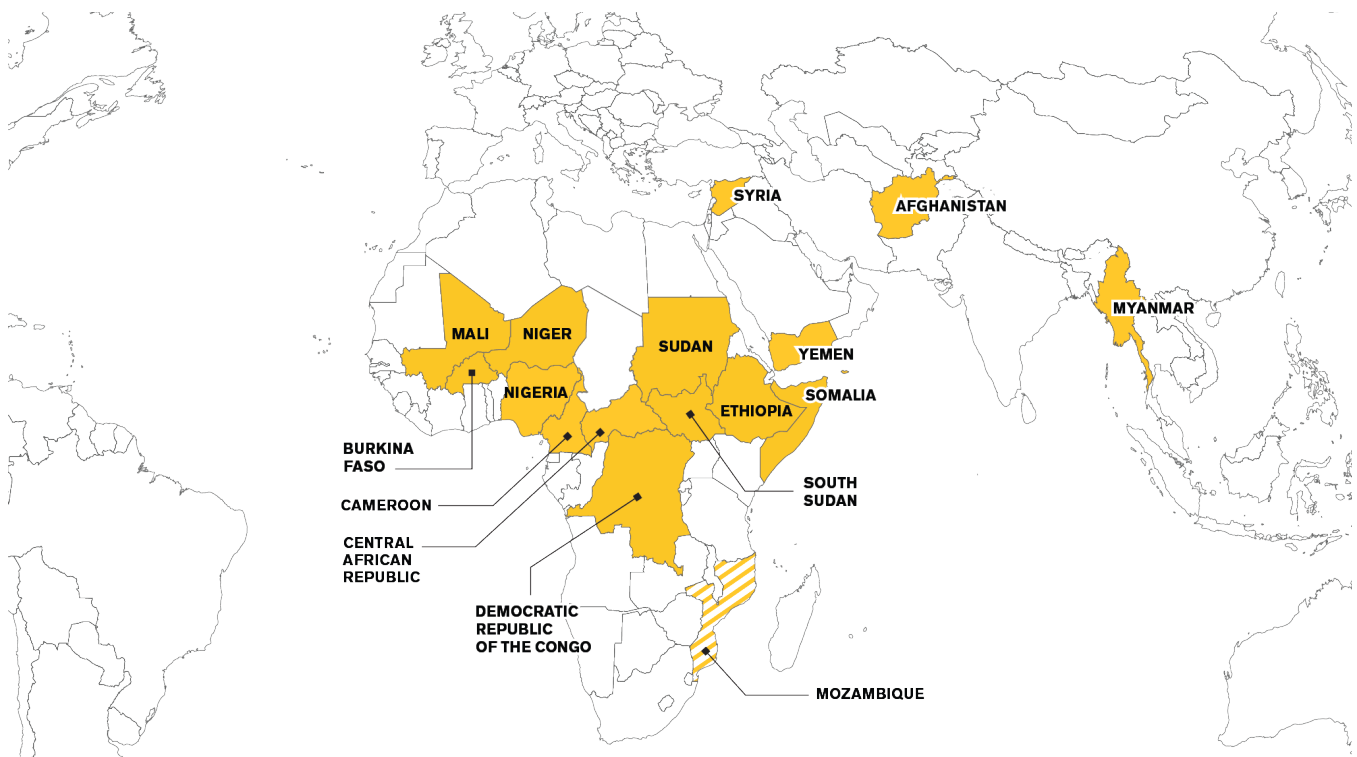 SYRIA
AFGHANISTAN
MYANMAR
MALI
NIGER
SUDAN
YEMEN
NIGERIA
SOMALIA
ETHIOPIA
BURKINA
FASO
SOUTH
SUDAN
CAMEROON
CENTRAL
AFRICAN
REPUBLIC
DEMOCRATIC
REPUBLIC
OF THE CONGO
MOZAMBIQUE